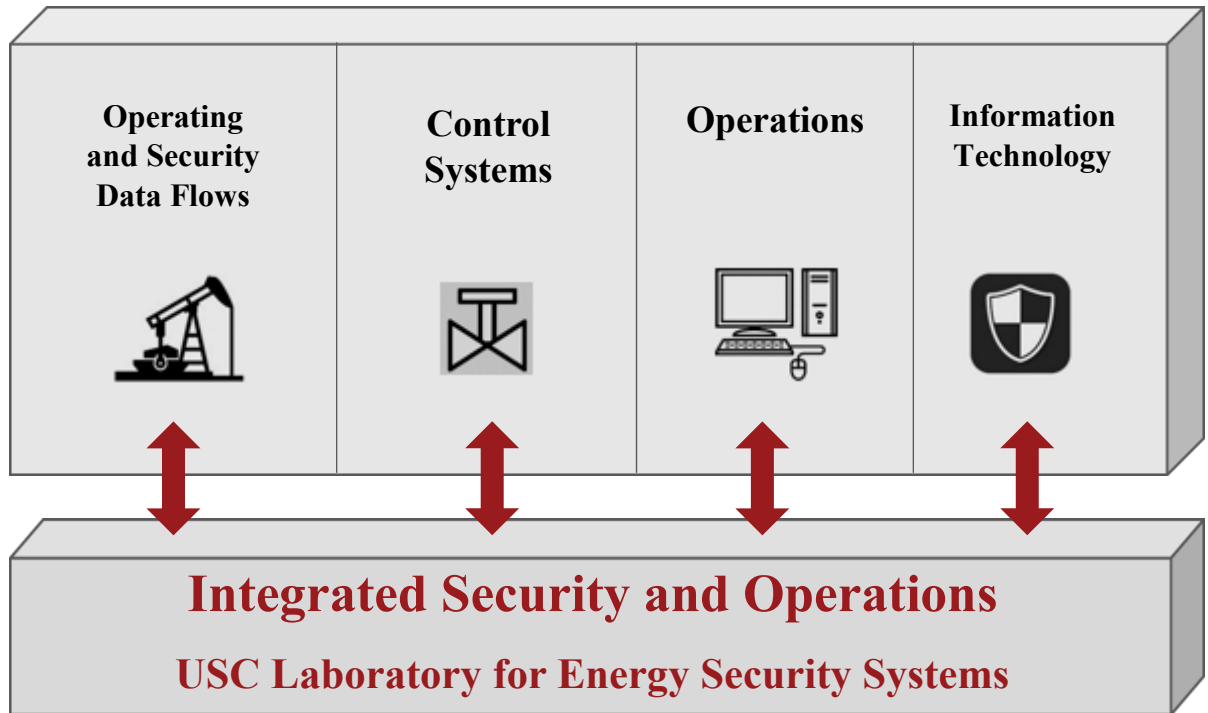 Operating
and Security
Data Flows
Control
Systems
Operations
Information
Technology
Integrated Security and Operations
USC Laboratory for Energy Security Systems